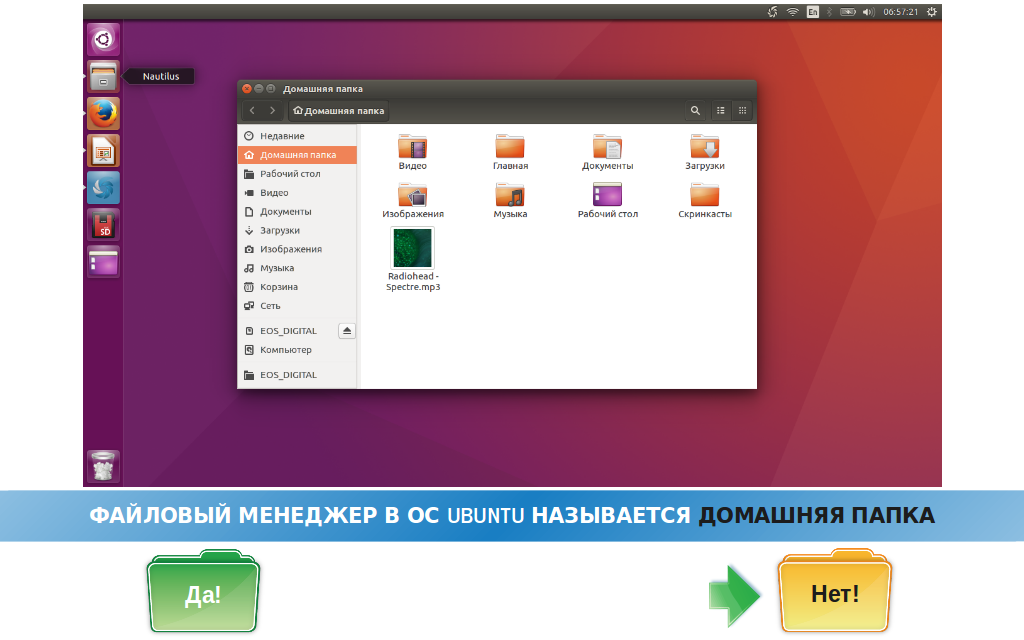 En 06:57:21
Nautilus
Домашняя папка
Домашняя папка
Недавние
Домашняя папка
Рабочий стол
Видео
Документы
Загрузки
Изображения
Музыка
Корзина
Сеть
EOS_DIGITAL
Компьютер
EOS_DIGITAL
Видео
Главная
Документы
Загрузки
Изображения
Музыка
Рабочий стол
Скринкасты
Radiohead -
Spectre.mp3
SD
ФАЙЛОВЫЙ МЕНЕДЖЕР В ОС UBUNTU НАЗЫВАЕТСЯ ДОМАШНЯЯ ПАПКА
Да!
Нет!